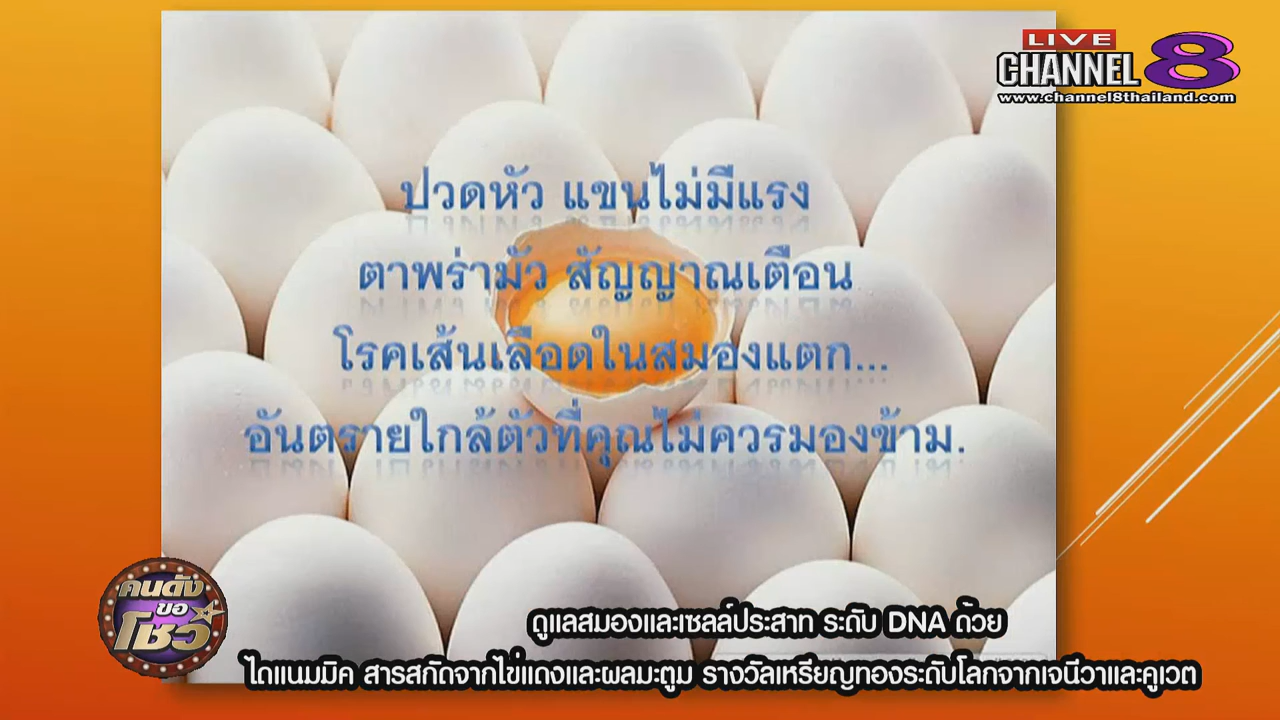 LIVE
CHANNEL 8
www.channel8thailand.com
ปวดหัว แขนไม่มีแรง
ตาพร่ามัว สัญญาณเตือน
โรคเส้นเลือดในสมองแตก...
อันตรายใกล้ตัวที่คุณไม่ควรมองข้าม.
คนดัง
ขอ
โชว์
ดูแลสมองและเซลล์ประสาท ระดับ DNA ด้วย
ไดแนมมิค สารสกัดจากไข่แดงและผลมะตูม รางวัลเหรียญทองระดับโลกจากเจนีวาและคูเวต